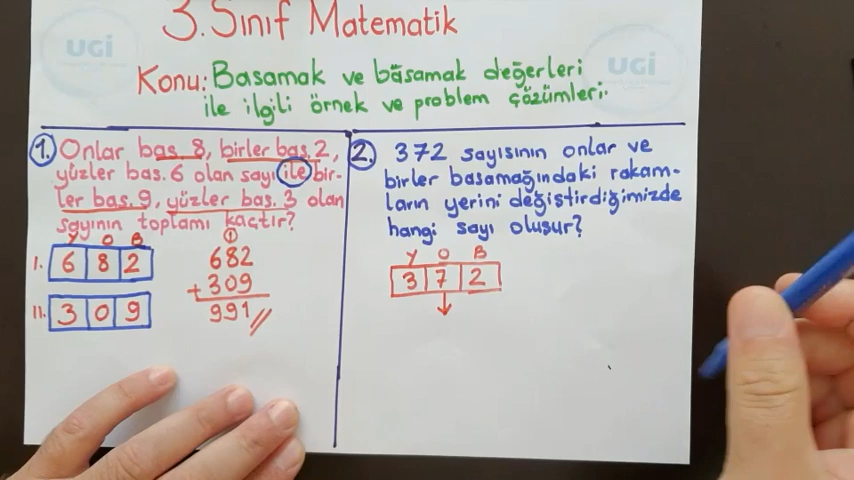 3. Sınıf Matematik
UGİ
UGİ
Konu: Basamak ve basamak değerleri
ile ilgili örnek ve problem çözümleri.
1. Onlar bas. 8, birler bas. 2,
yüzler bas. 6 olan sayı ile bir-
ler bas. 9, yüzler bas. 3 olan
sayının toplamı kaçtır?
Y O B
I. 6 8 2
II. 3 0 9
1
682
+ 309
991
2. 372 sayısının onlar ve
birler basamağındaki rakam-
ların yerini değiştirdiğimizde
hangi sayı oluşur?
Y O B
3 7 2